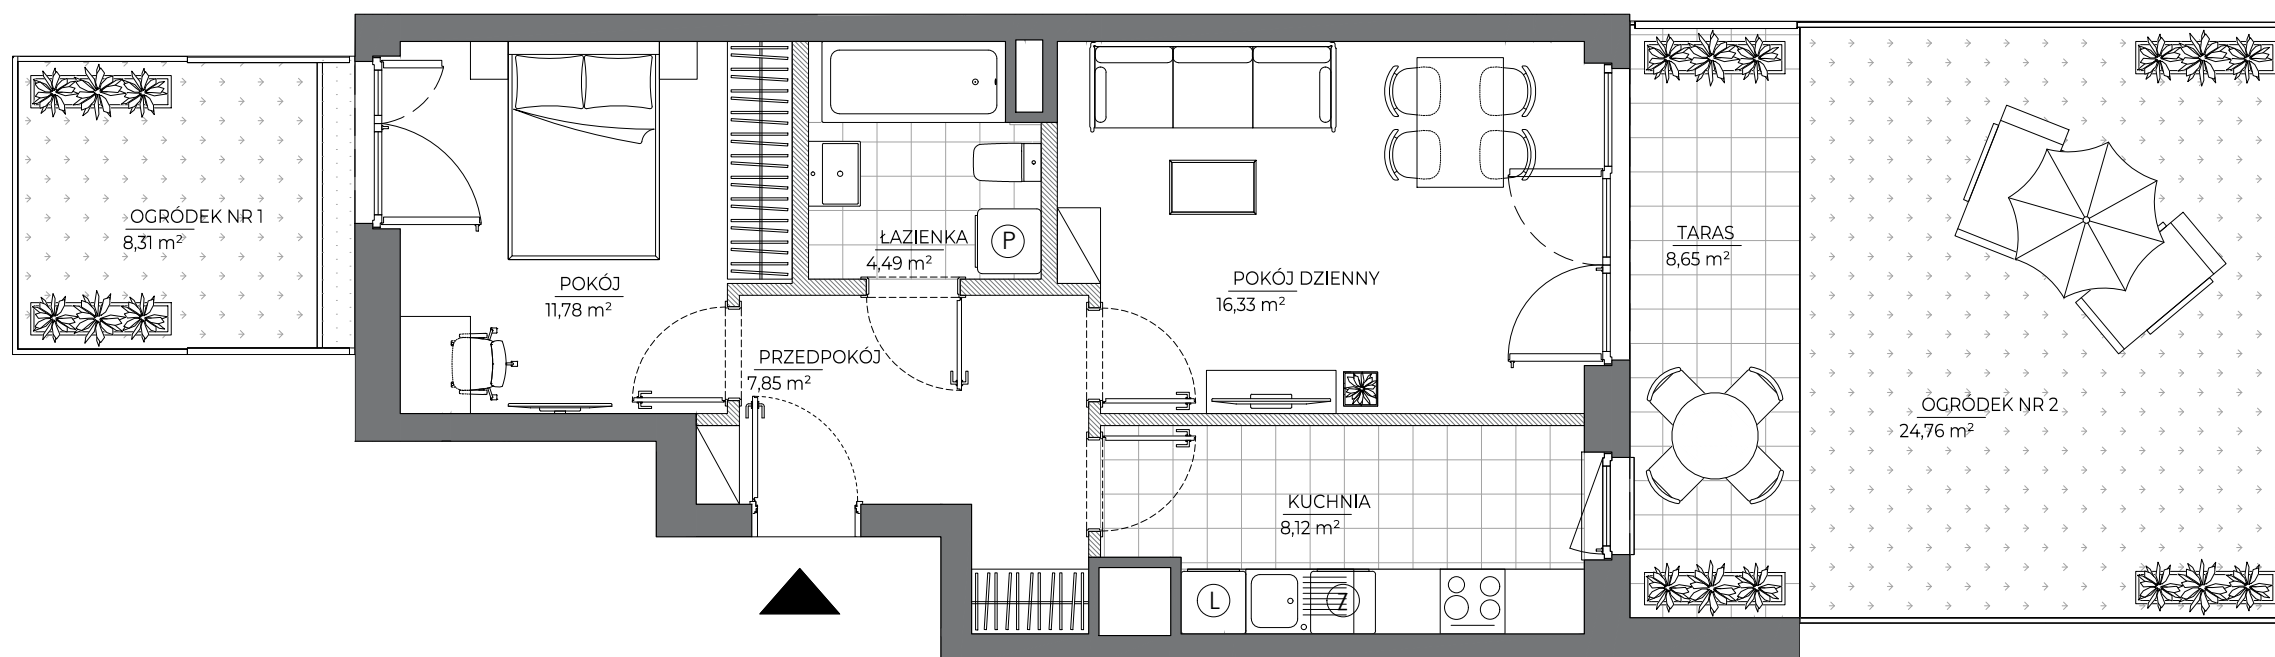 OGRÓDEK NR 1
8,31 m²
POKÓJ
11,78 m²
ŁAZIENKA
4,49 m²
P
PRZEDPOKÓJ
7,85 m²
POKÓJ DZIENNY
16,33 m²
KUCHNIA
8,12 m²
L
Z
TARAS
8,65 m²
OGRÓDEK NR 2
24,76 m²